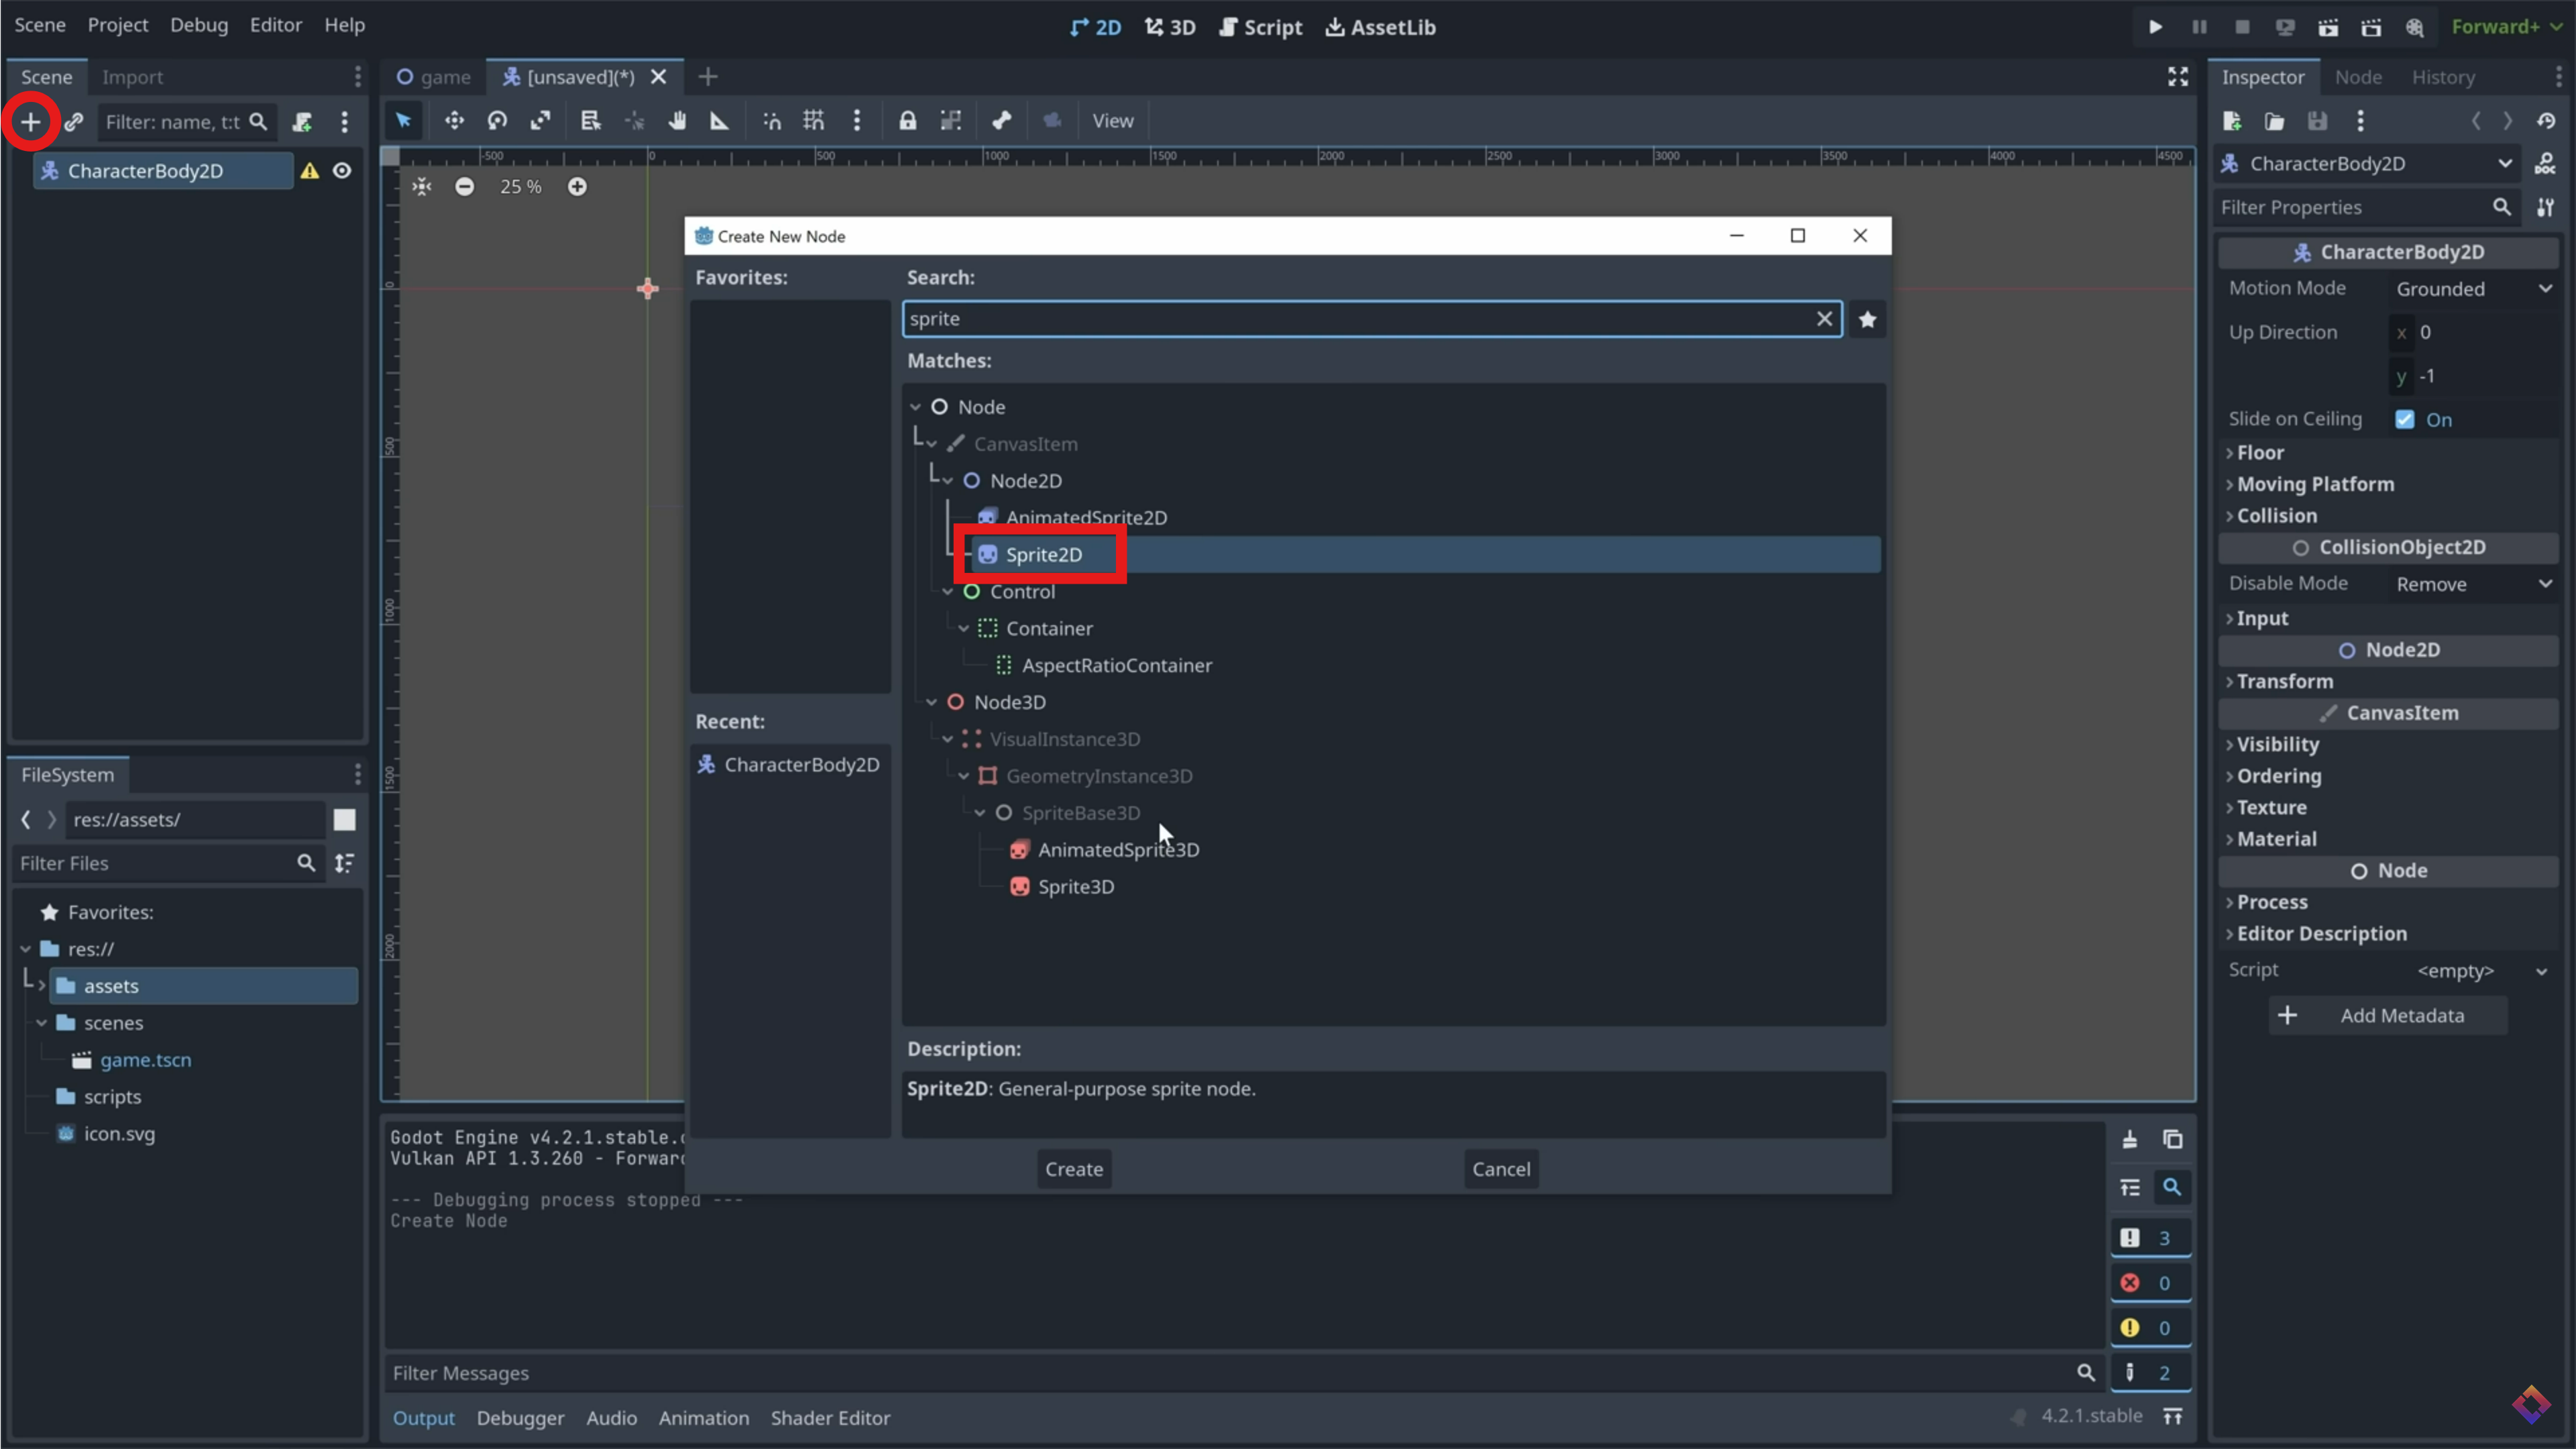 Scene Project Debug Editor Help
2D 3D Script AssetLib
Forward+
Scene Import
Filter: name, t:t
CharacterBody2D
game [unsaved](*)
View
-500 0 500 1000 1500 2000 2500 3000 3500 4000 4500
25 %
0
500
1000
1500
2000
Create New Node
Favorites:
Search:
sprite
Matches:
Node
CanvasItem
Node2D
AnimatedSprite2D
Sprite2D
Control
Container
AspectRatioContainer
Node3D
VisualInstance3D
GeometryInstance3D
SpriteBase3D
AnimatedSprite3D
Sprite3D
Recent:
CharacterBody2D
Description:
Sprite2D: General-purpose sprite node.
Create Cancel
FileSystem
res://assets/
Filter Files
Favorites:
res://
assets
scenes
game.tscn
scripts
icon.svg
Godot Engine v4.2.1.stable.
Vulkan API 1.3.260 - Forward
--- Debugging process stopped ---
Create Node
3
0
0
2
Filter Messages
Output Debugger Audio Animation Shader Editor
4.2.1.stable
Inspector Node History
CharacterBody2D
Filter Properties
CharacterBody2D
Motion Mode Grounded
Up Direction x 0
y -1
Slide on Ceiling On
Floor
Moving Platform
Collision
CollisionObject2D
Disable Mode Remove
Input
Node2D
Transform
CanvasItem
Visibility
Ordering
Texture
Material
Node
Process
Editor Description
Script <empty>
Add Metadata